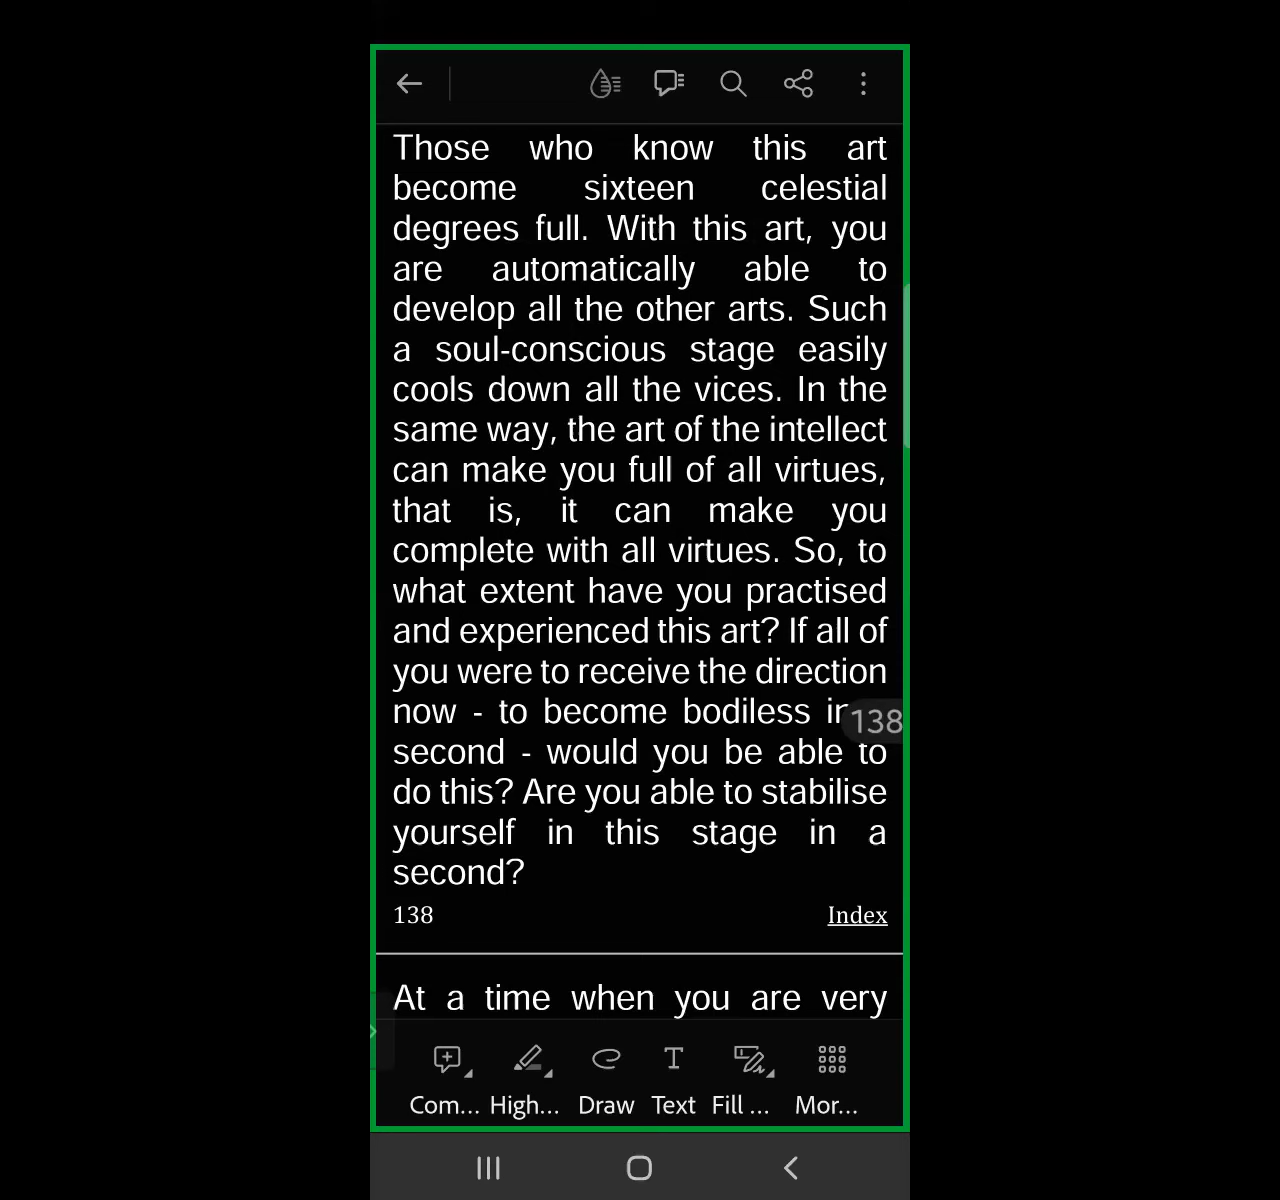 Those who know this art
become sixteen celestial
degrees full. With this art, you
are automatically able to
develop all the other arts. Such
a soul-conscious stage easily
cools down all the vices. In the
same way, the art of the intellect
can make you full of all virtues,
that is, it can make you
complete with all virtues. So, to
what extent have you practised
and experienced this art? If all of
you were to receive the direction
now - to become bodiless
138
second - would you be able to
do this? Are you able to stabilise
yourself in this stage in a
second?
138 Index
At a time when you are very
Com... High... Draw Text Fill ... Mor...